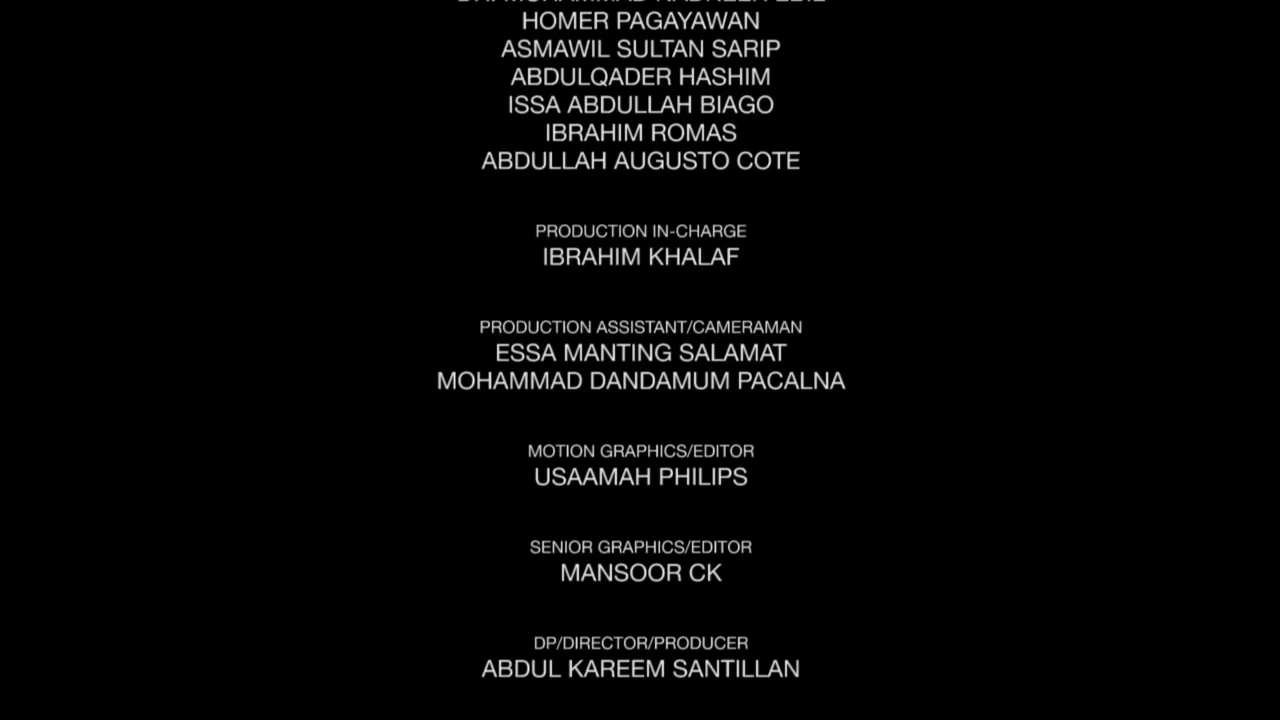 HOMER PAGAYAWAN
ASMAWIL SULTAN SARIP
ABDULQADER HASHIM
ISSA ABDULLAH BIAGO
IBRAHIM ROMAS
ABDULLAH AUGUSTO COTE
PRODUCTION IN-CHARGE
IBRAHIM KHALAF
PRODUCTION ASSISTANT/CAMERAMAN
ESSA MANTING SALAMAT
MOHAMMAD DANDAMUM PACALNA
MOTION GRAPHICS/EDITOR
USAAMAH PHILIPS
SENIOR GRAPHICS/EDITOR
MANSOOR CK
DP/DIRECTOR/PRODUCER
ABDUL KAREEM SANTILLAN